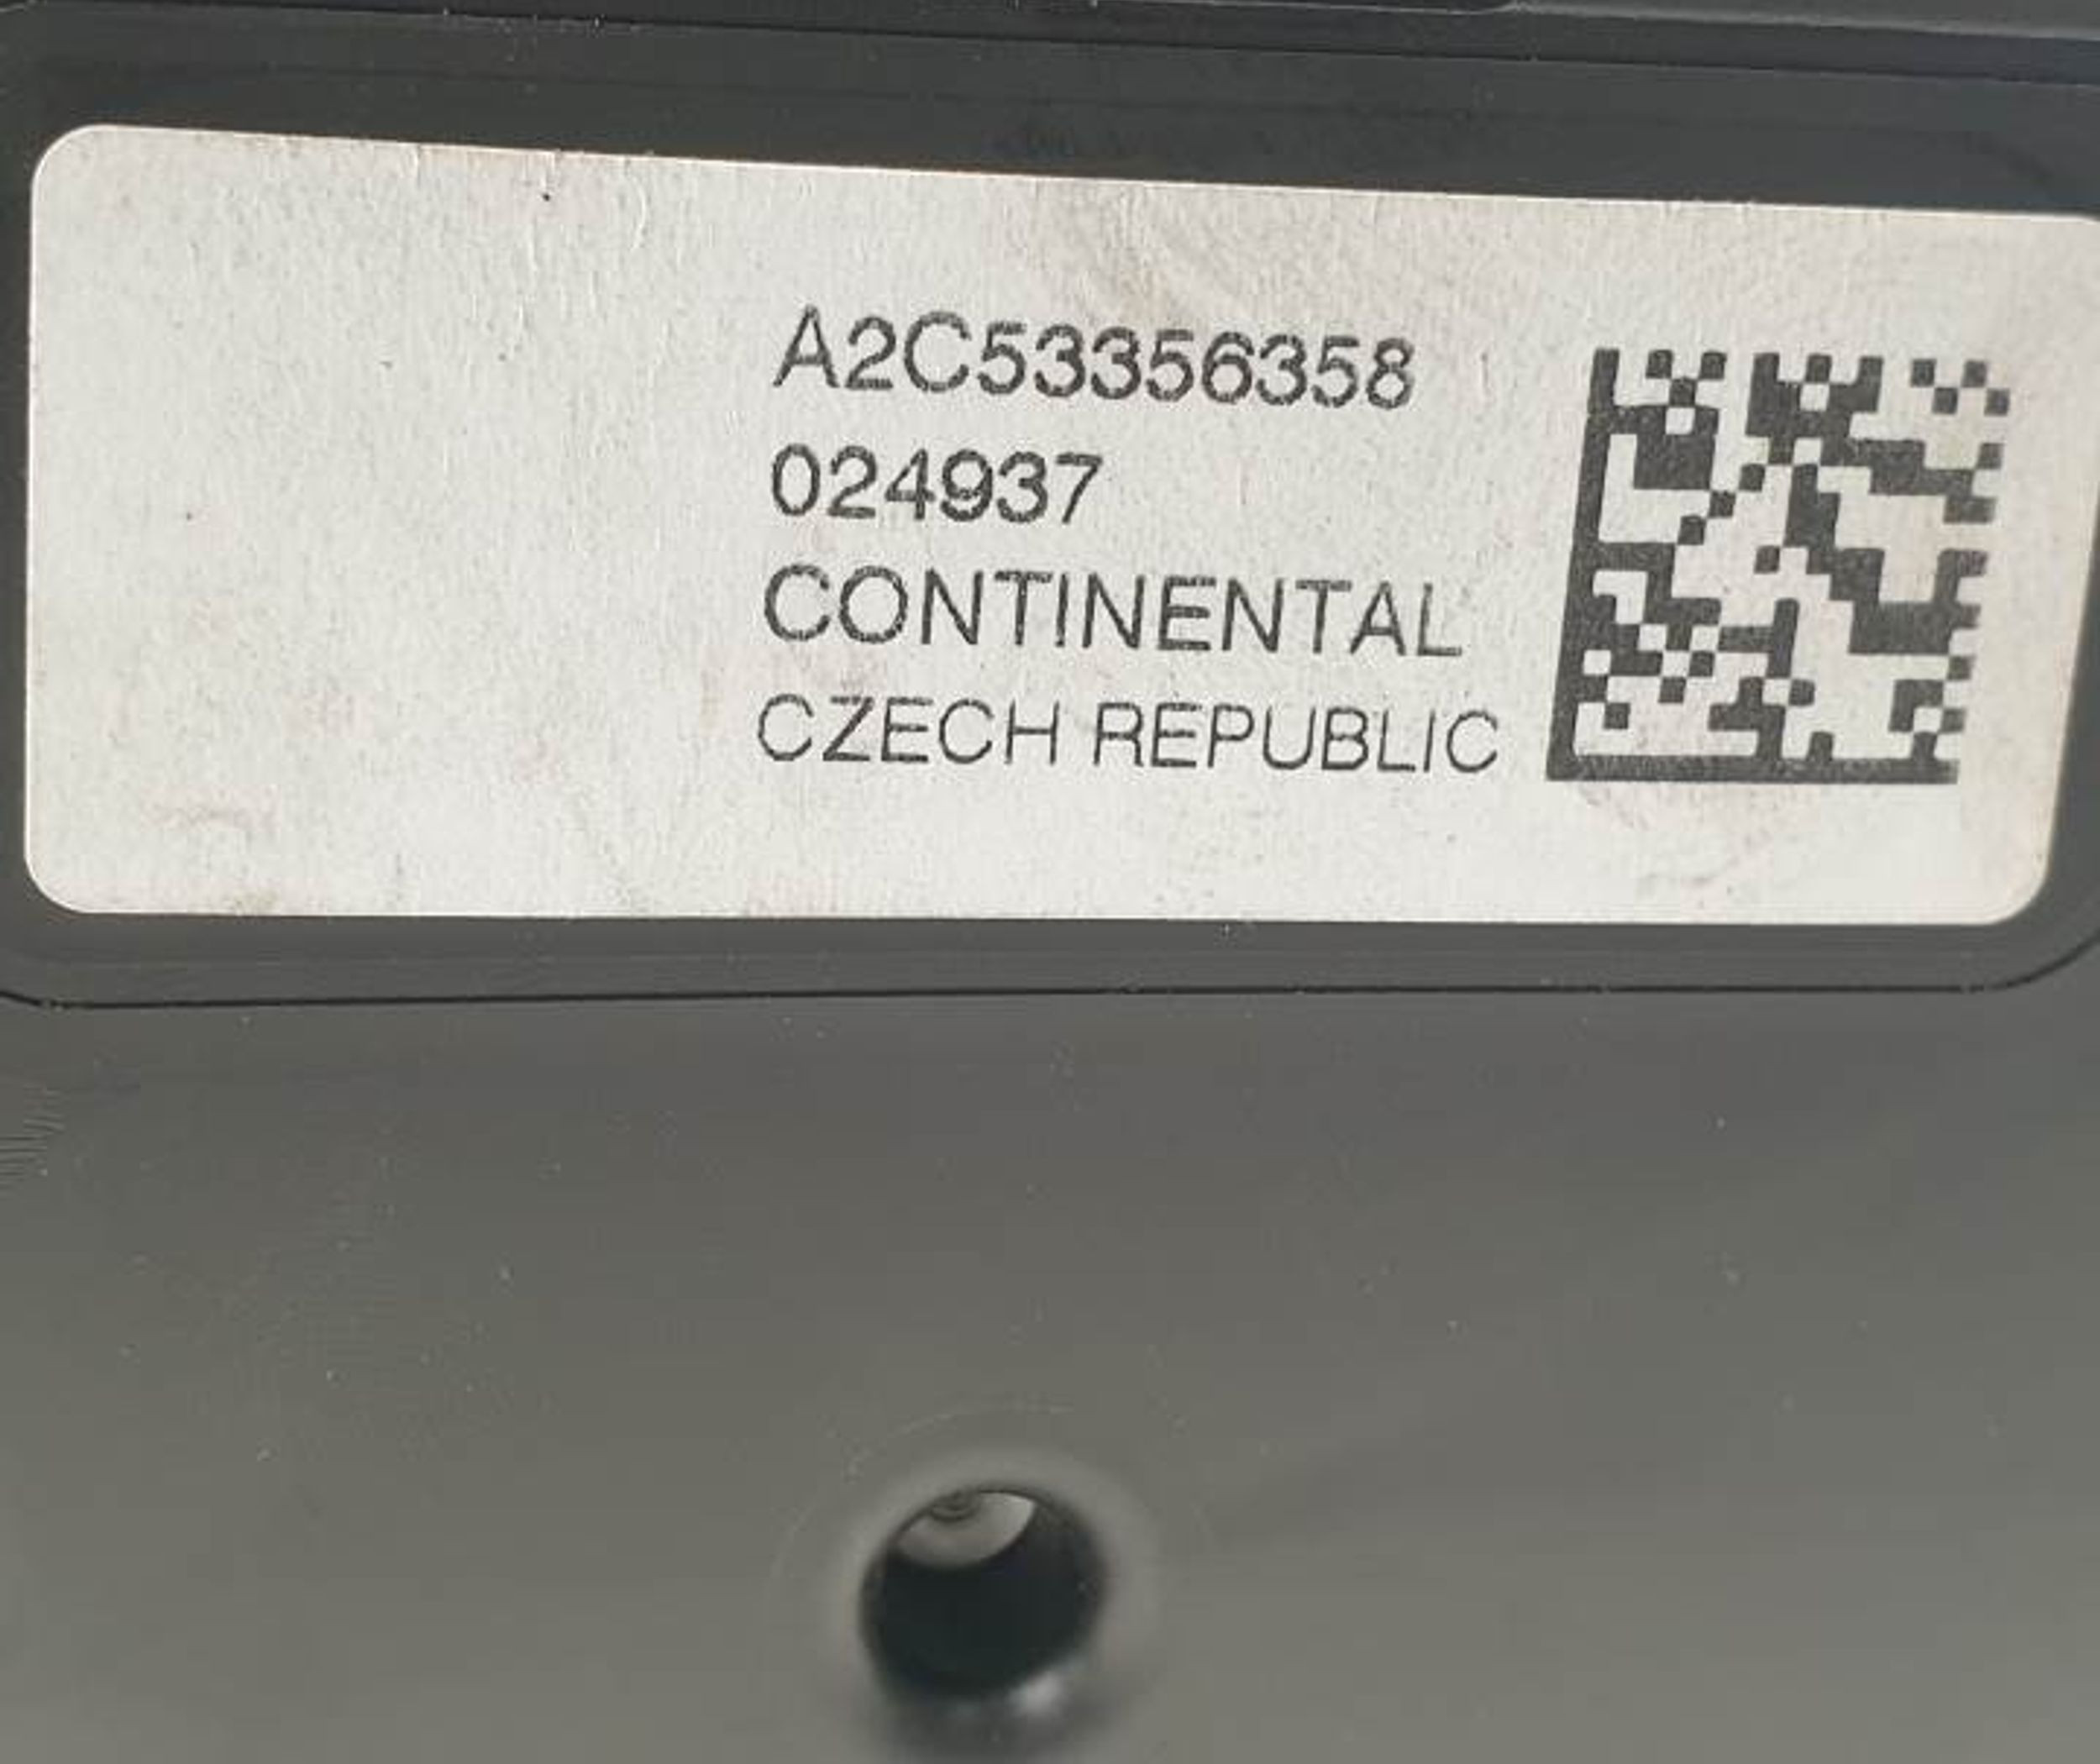 A2C53356358
024937
CONTINENTAL
CZECH REPUBLIC